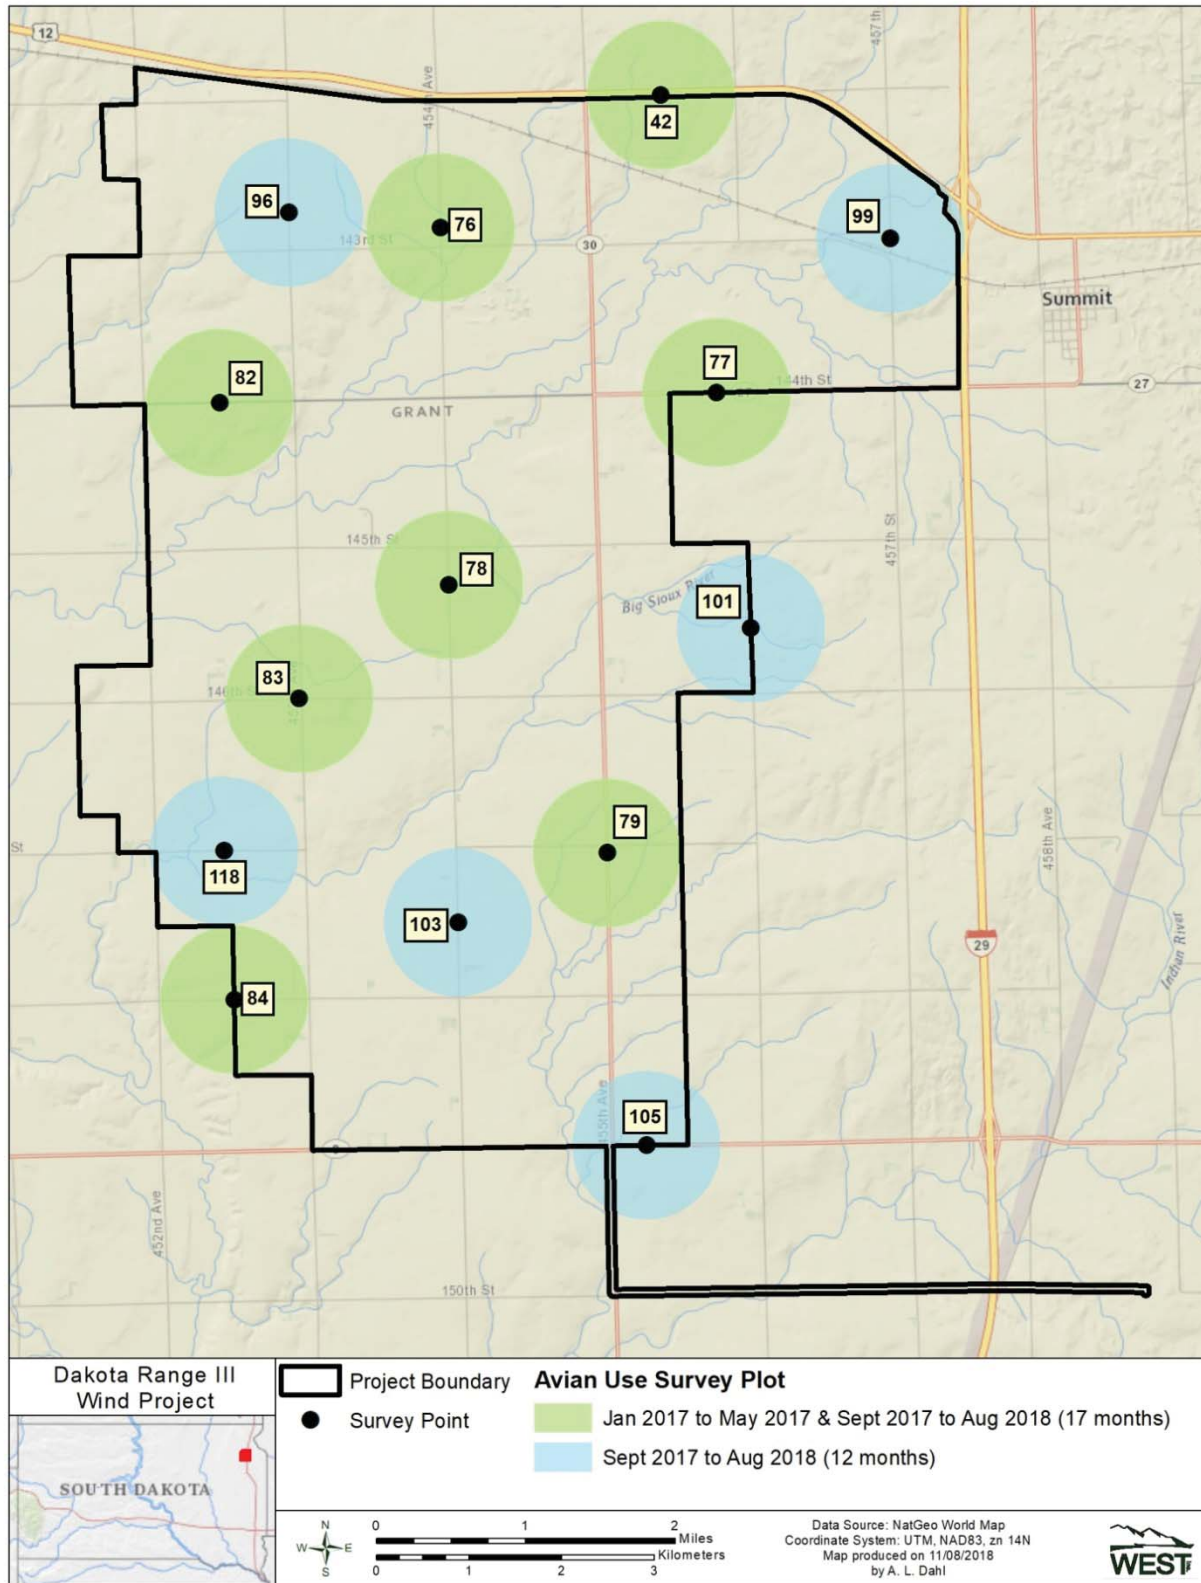 12
457th
454th Ave
42
96
76
99
143rd St
30
Summit
82
77
144th St
27
GRANT
145th St
457th St
78
Big Sioux River
101
83
146th S
79
St
118
103
458th Ave
29
Indian River
84
105
455th Ave
452nd Ave
150th St
Dakota Range III
Wind Project
SOUTH DAKOTA
Project Boundary
Survey Point
Avian Use Survey Plot
Jan 2017 to May 2017 & Sept 2017 to Aug 2018 (17 months)
Sept 2017 to Aug 2018 (12 months)
N
W E
S
0 1 2
Miles
Kilometers
0 1 2 3
Data Source: NatGeo World Map
Coordinate System: UTM, NAD83, zn 14N
Map produced on 11/08/2018
by A. L. Dahl
WEST